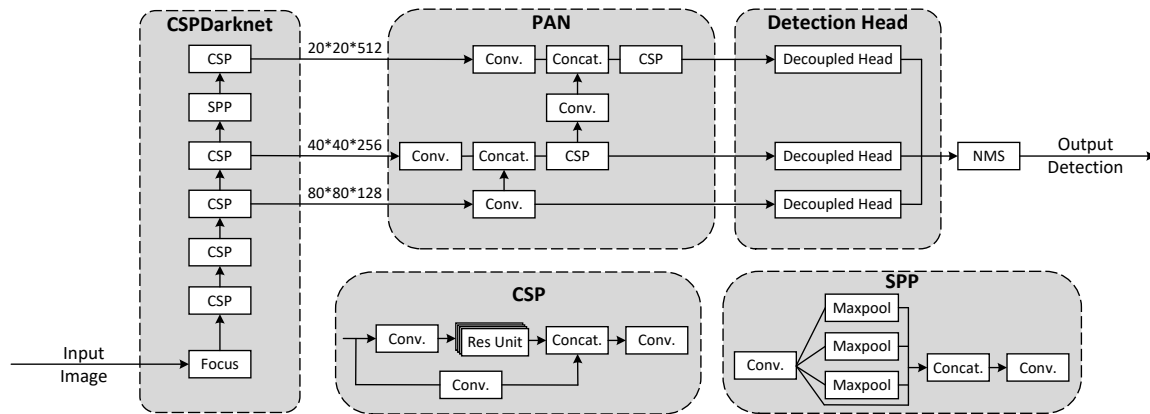 CSPDarknet
PAN
Detection Head
CSP
20*20*512
Conv.
Concat.
CSP
Decoupled Head
SPP
Conv.
CSP
40*40*256
Conv.
Concat.
CSP
Decoupled Head
NMS
Output
Detection
CSP
80*80*128
Conv.
Decoupled Head
CSP
CSP
Input
Image
Focus
CSP
Conv.
Res Unit
Concat.
Conv.
Conv.
SPP
Maxpool
Maxpool
Conv.
Maxpool
Concat.
Conv.